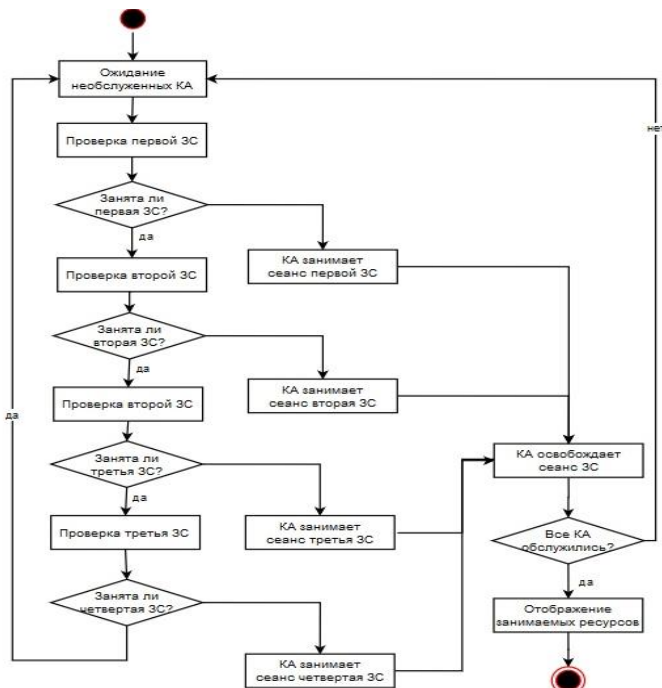 Ожидание
необслуженных КА
нет
Проверка первой ЗС
Занята ли
первая ЗС?
да
КА занимает
сеанс первой ЗС
Проверка второй ЗС
Занята ли
вторая ЗС?
да
КА занимает
сеанс вторая ЗС
Проверка второй ЗС
да
Занята ли
третья ЗС?
КА освобождает
сеанс ЗС
да
КА занимает
сеанс третья ЗС
Проверка третья ЗС
Все КА
обслужились?
да
Занята ли
четвертая ЗС?
Отображение
занимаемых ресурсов
КА занимает
сеанс четвертая ЗС